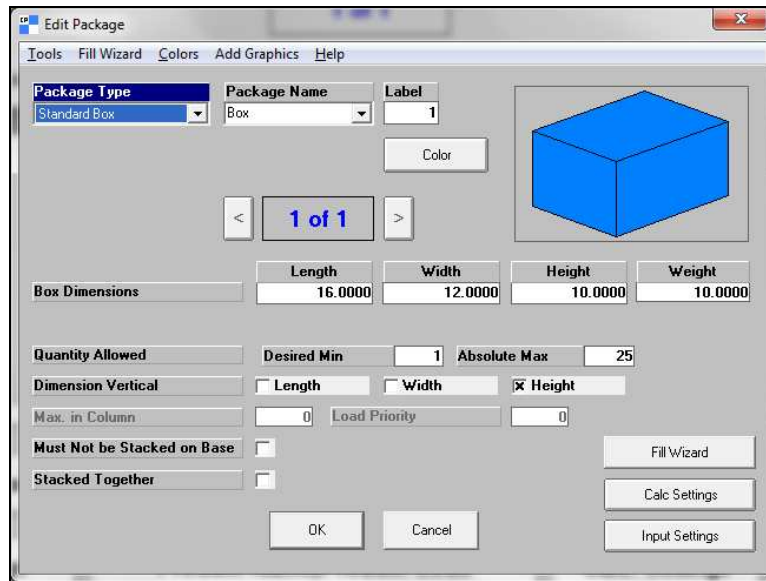 CP Edit Package
Tools Fill Wizard Colors Add Graphics Help
Package Type Package Name Label
Standard Box Box 1
Color
< 1 of 1 >
Length Width Height Weight
Box Dimensions 16.0000 12.0000 10.0000 10.0000
Quantity Allowed Desired Min 1 Absolute Max 25
Dimension Vertical Length Width Height
Max. in Column 0 Load Priority 0
Must Not be Stacked on Base
Fill Wizard
Stacked Together
Calc Settings
OK Cancel
Input Settings